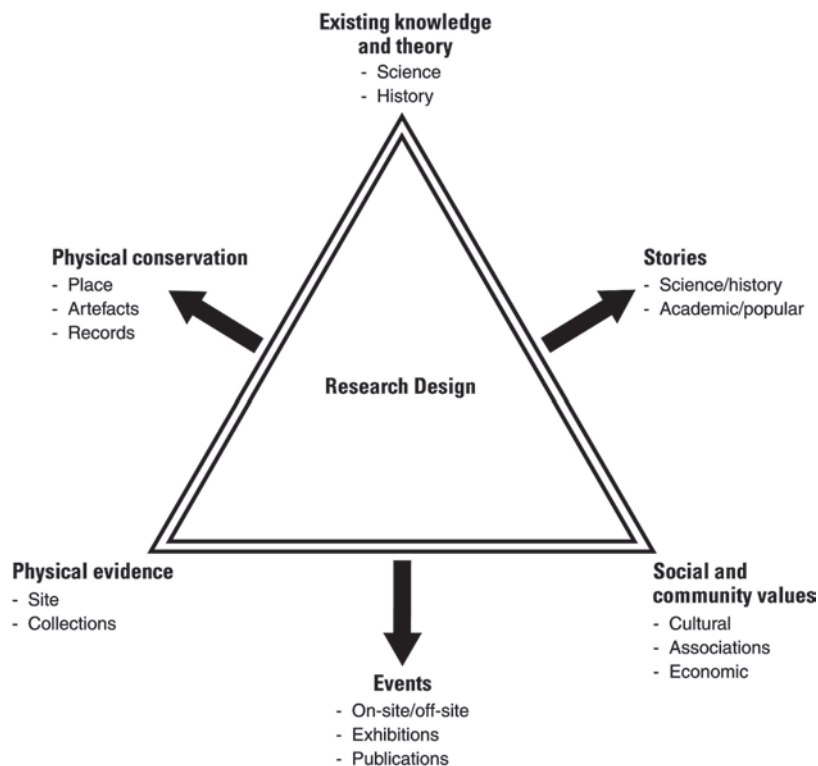 Existing knowledge
and theory
- Science
- History
Physical conservation
- Place
- Artefacts
- Records
Stories
- Science/history
- Academic/popular
Research Design
Physical evidence
- Site
- Collections
Social and
community values
- Cultural
- Associations
- Economic
Events
- On-site/off-site
- Exhibitions
- Publications